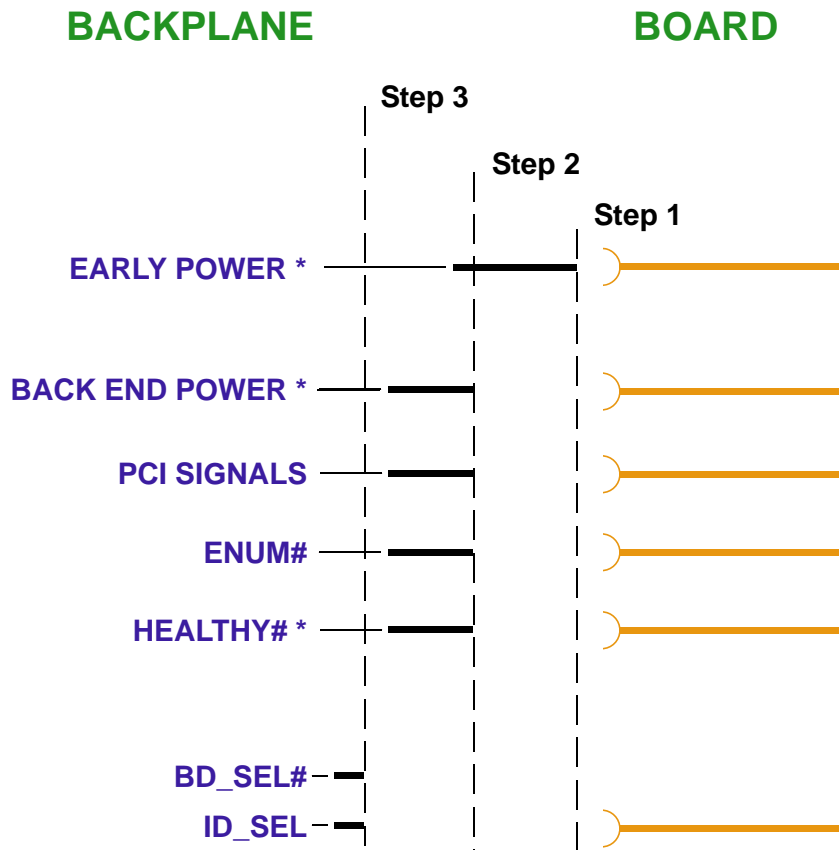 BACKPLANE
BOARD
Step 3
Step 2
Step 1
EARLY POWER *
BACK END POWER *
PCI SIGNALS
ENUM#
HEALTHY# *
BD_SEL#
ID_SEL